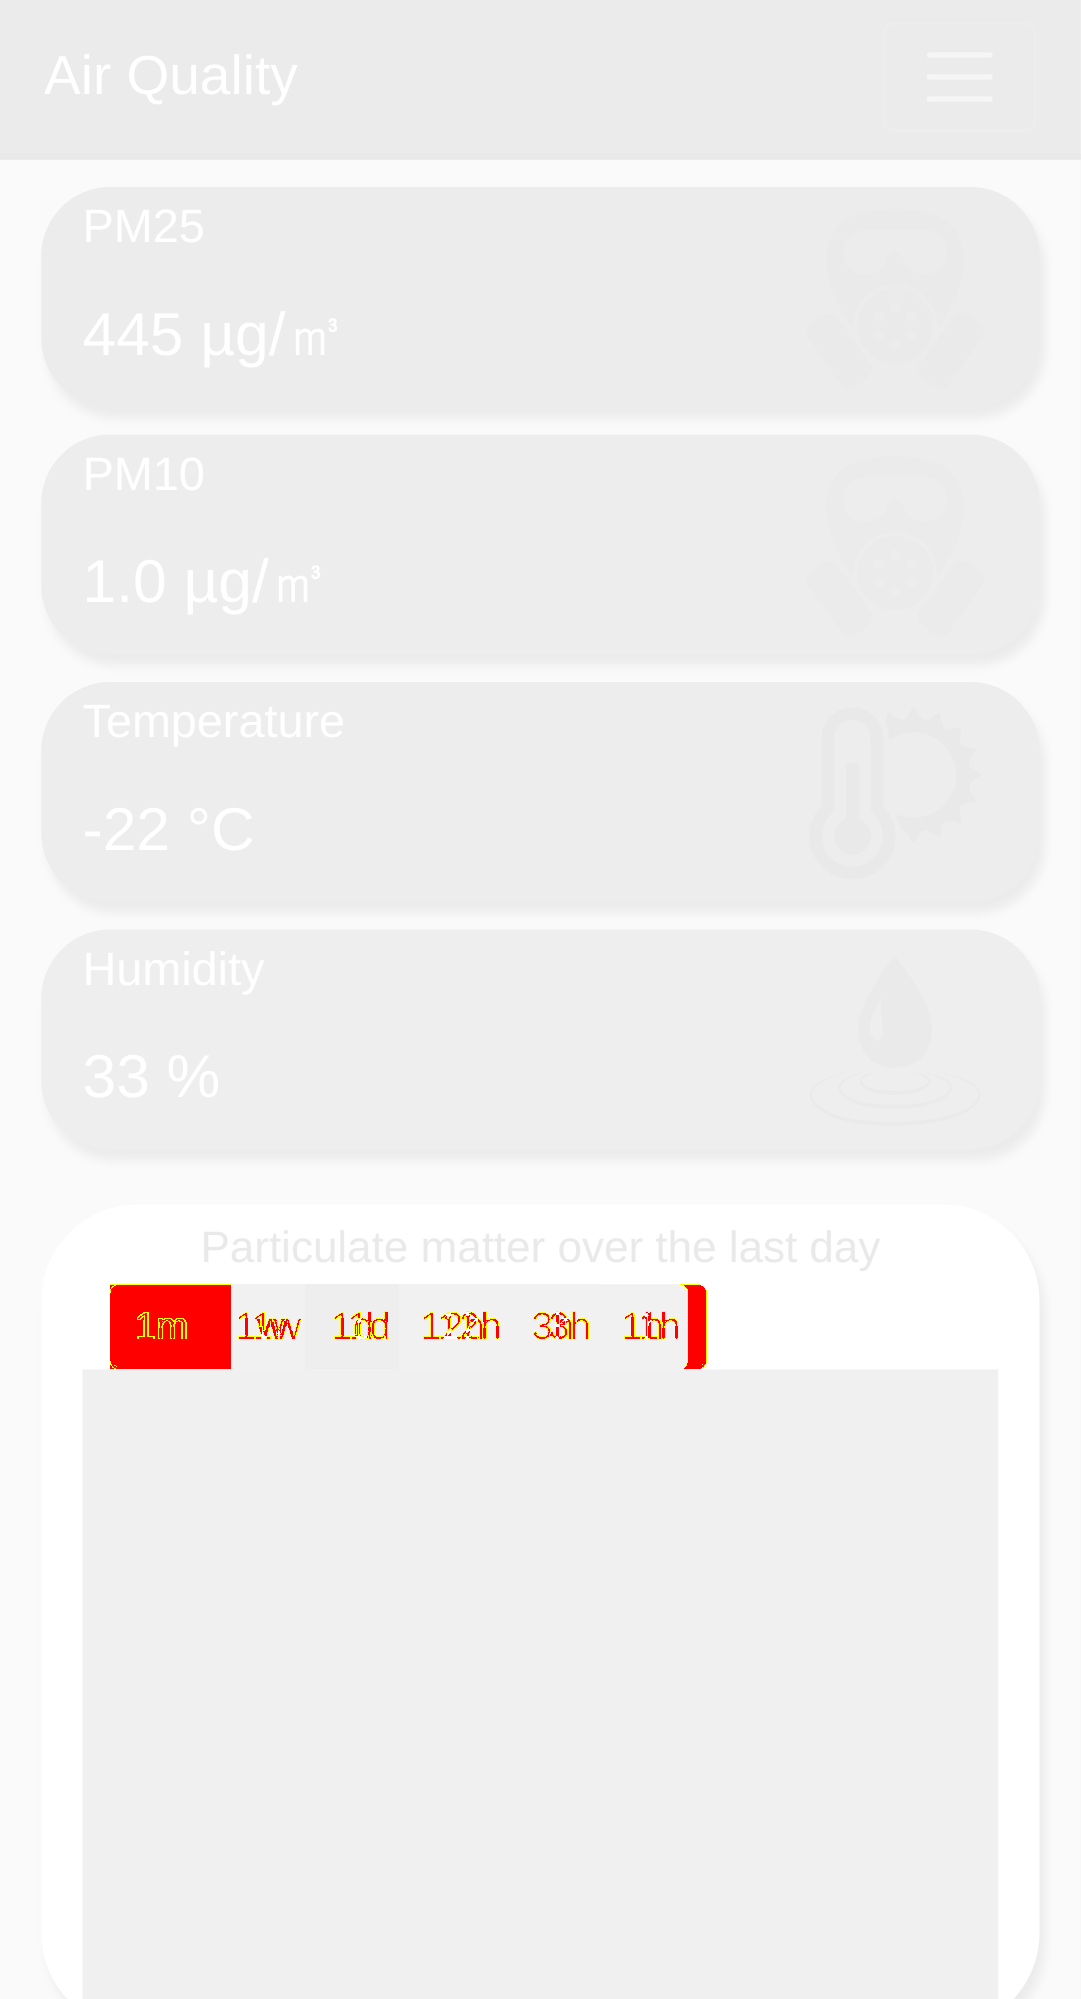 Air Quality
PM25
445 µg/㎥
PM10
1.0 µg/㎥
Temperature
-22 °C
Humidity
33 %
Particulate matter over the last day
1m 1w 1d 12h 3h 1h